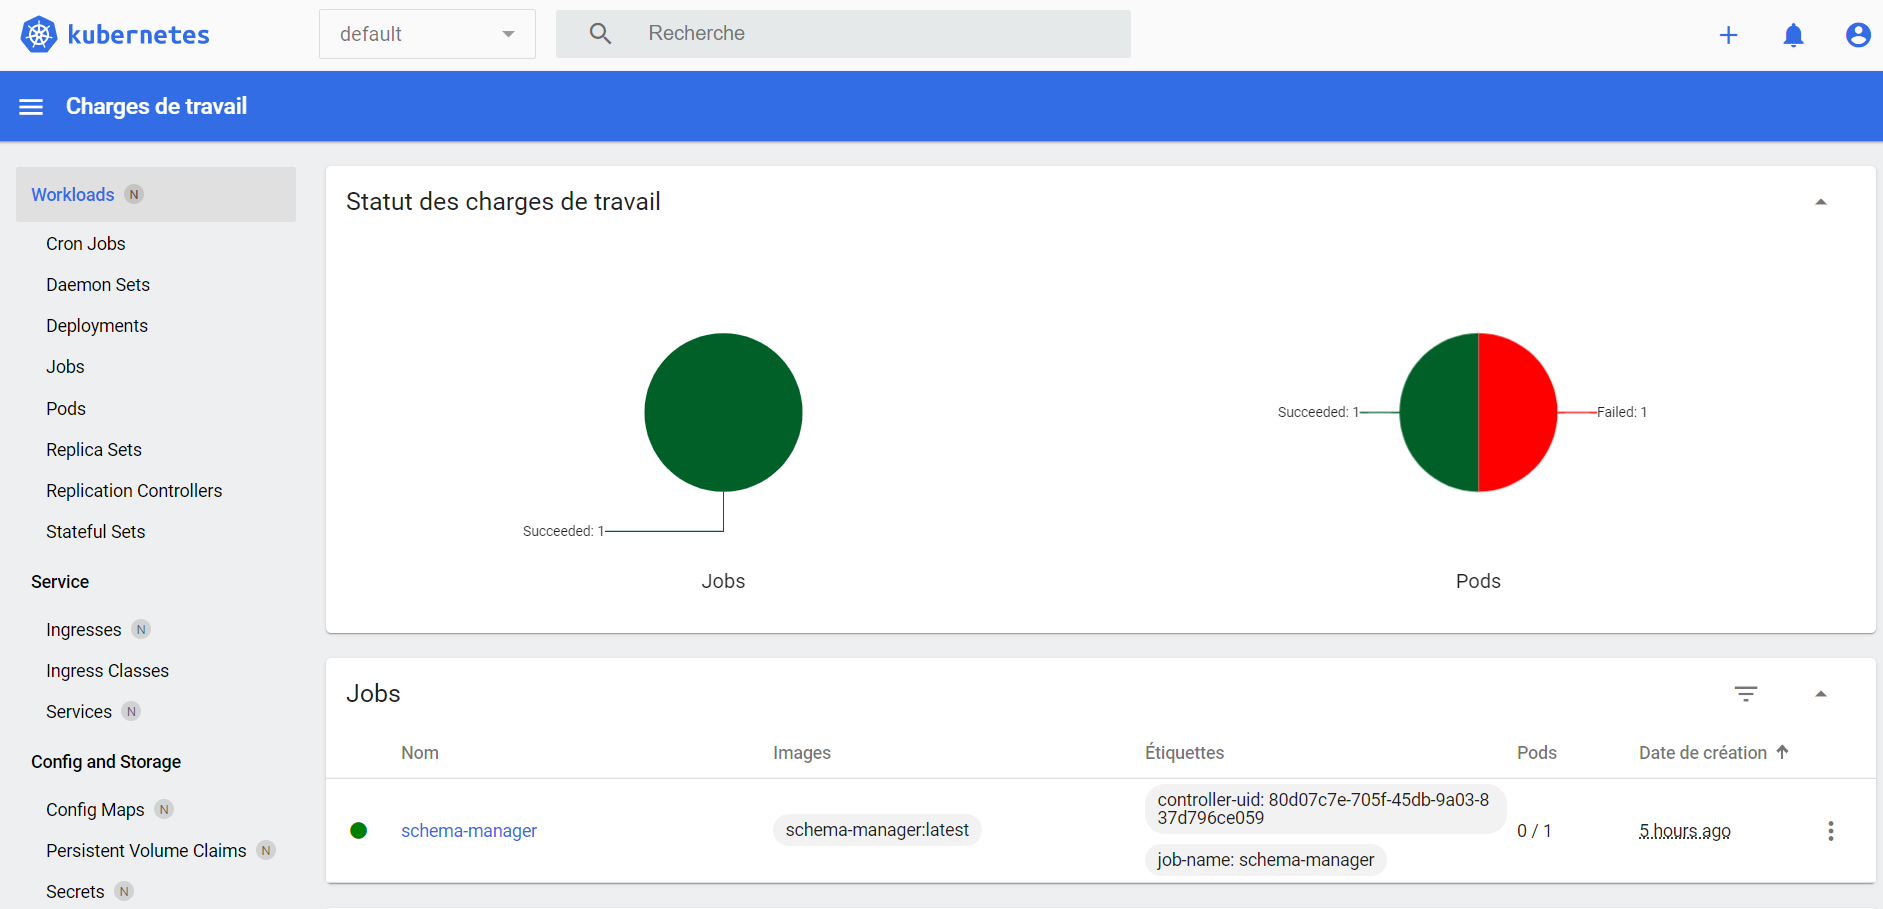 kubernetes
default
Recherche
Charges de travail
Workloads N
Cron Jobs
Daemon Sets
Deployments
Jobs
Pods
Replica Sets
Replication Controllers
Stateful Sets
Service
Ingresses N
Ingress Classes
Services N
Config and Storage
Config Maps N
Persistent Volume Claims N
Secrets N
Statut des charges de travail
Succeeded: 1
Jobs
Succeeded: 1
Failed: 1
Pods
Jobs
Nom Images Étiquettes Pods Date de création
schema-manager schema-manager:latest controller-uid: 80d07c7e-705f-45db-9a03-8
37d796ce059
job-name: schema-manager
0 / 1 5 hours ago